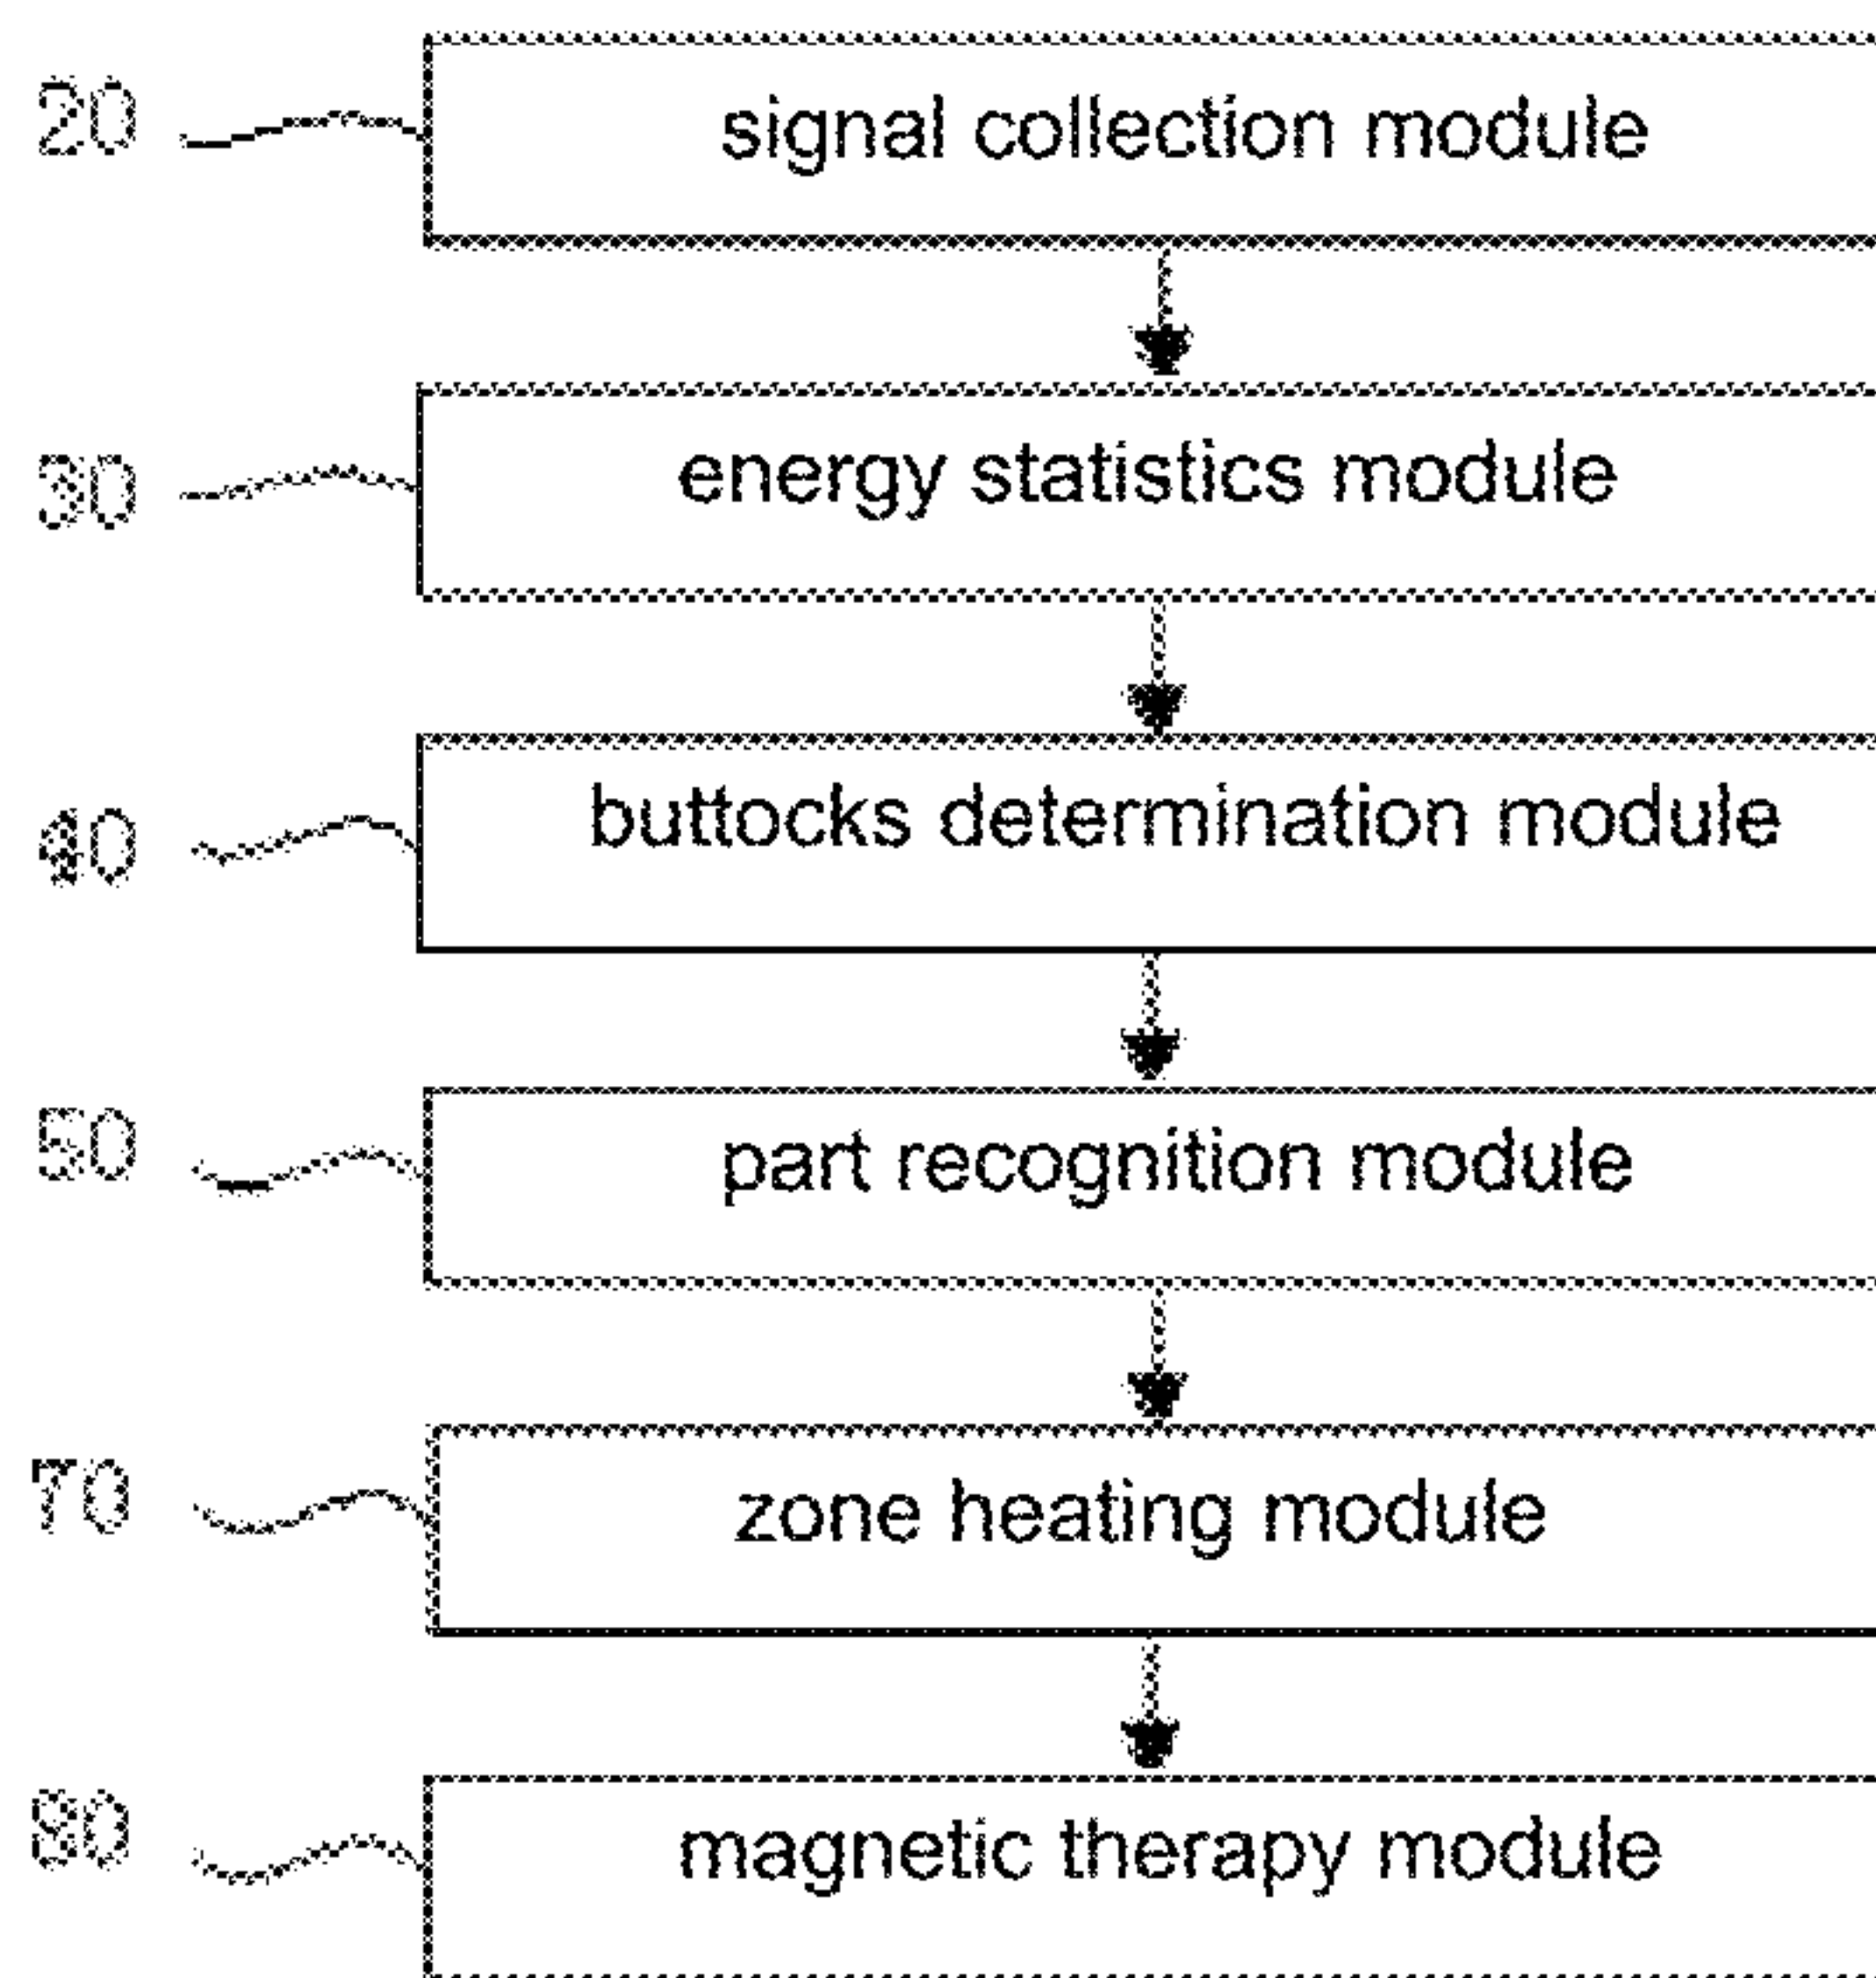 20 signal collection module
30 energy statistics module
40 buttocks determination module
50 part recognition module
70 zone heating module
80 magnetic therapy module